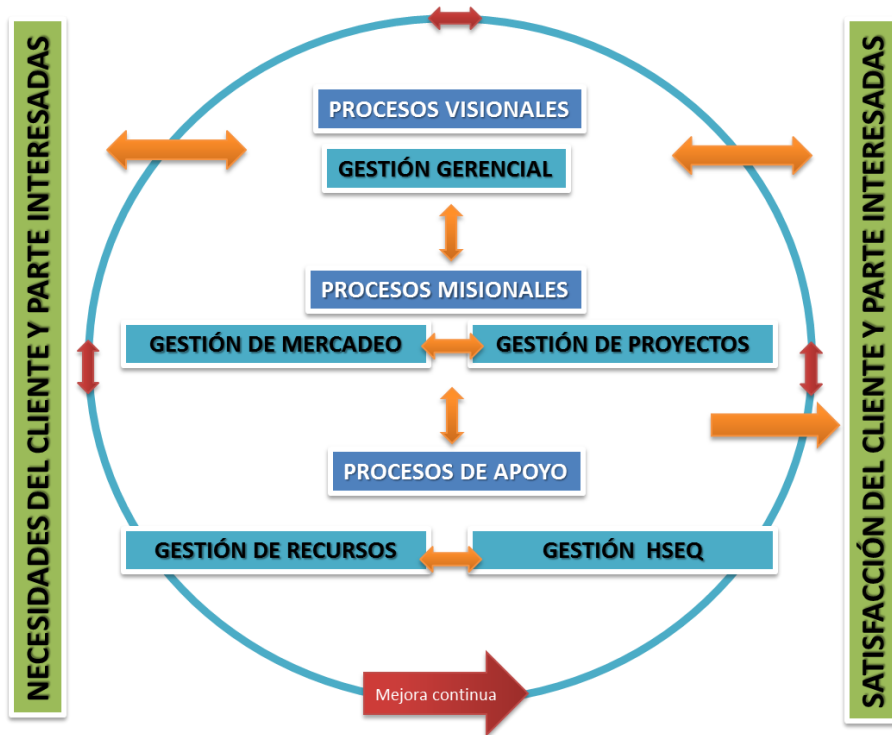 NECESIDADES DEL CLIENTE Y PARTE INTERESADAS
PROCESOS VISIONALES
GESTIÓN GERENCIAL
PROCESOS MISIONALES
GESTIÓN DE MERCADEO
GESTIÓN DE PROYECTOS
PROCESOS DE APOYO
GESTIÓN DE RECURSOS
GESTIÓN HSEQ
Mejora continua
SATISFACCIÓN DEL CLIENTE Y PARTE INTERESADAS